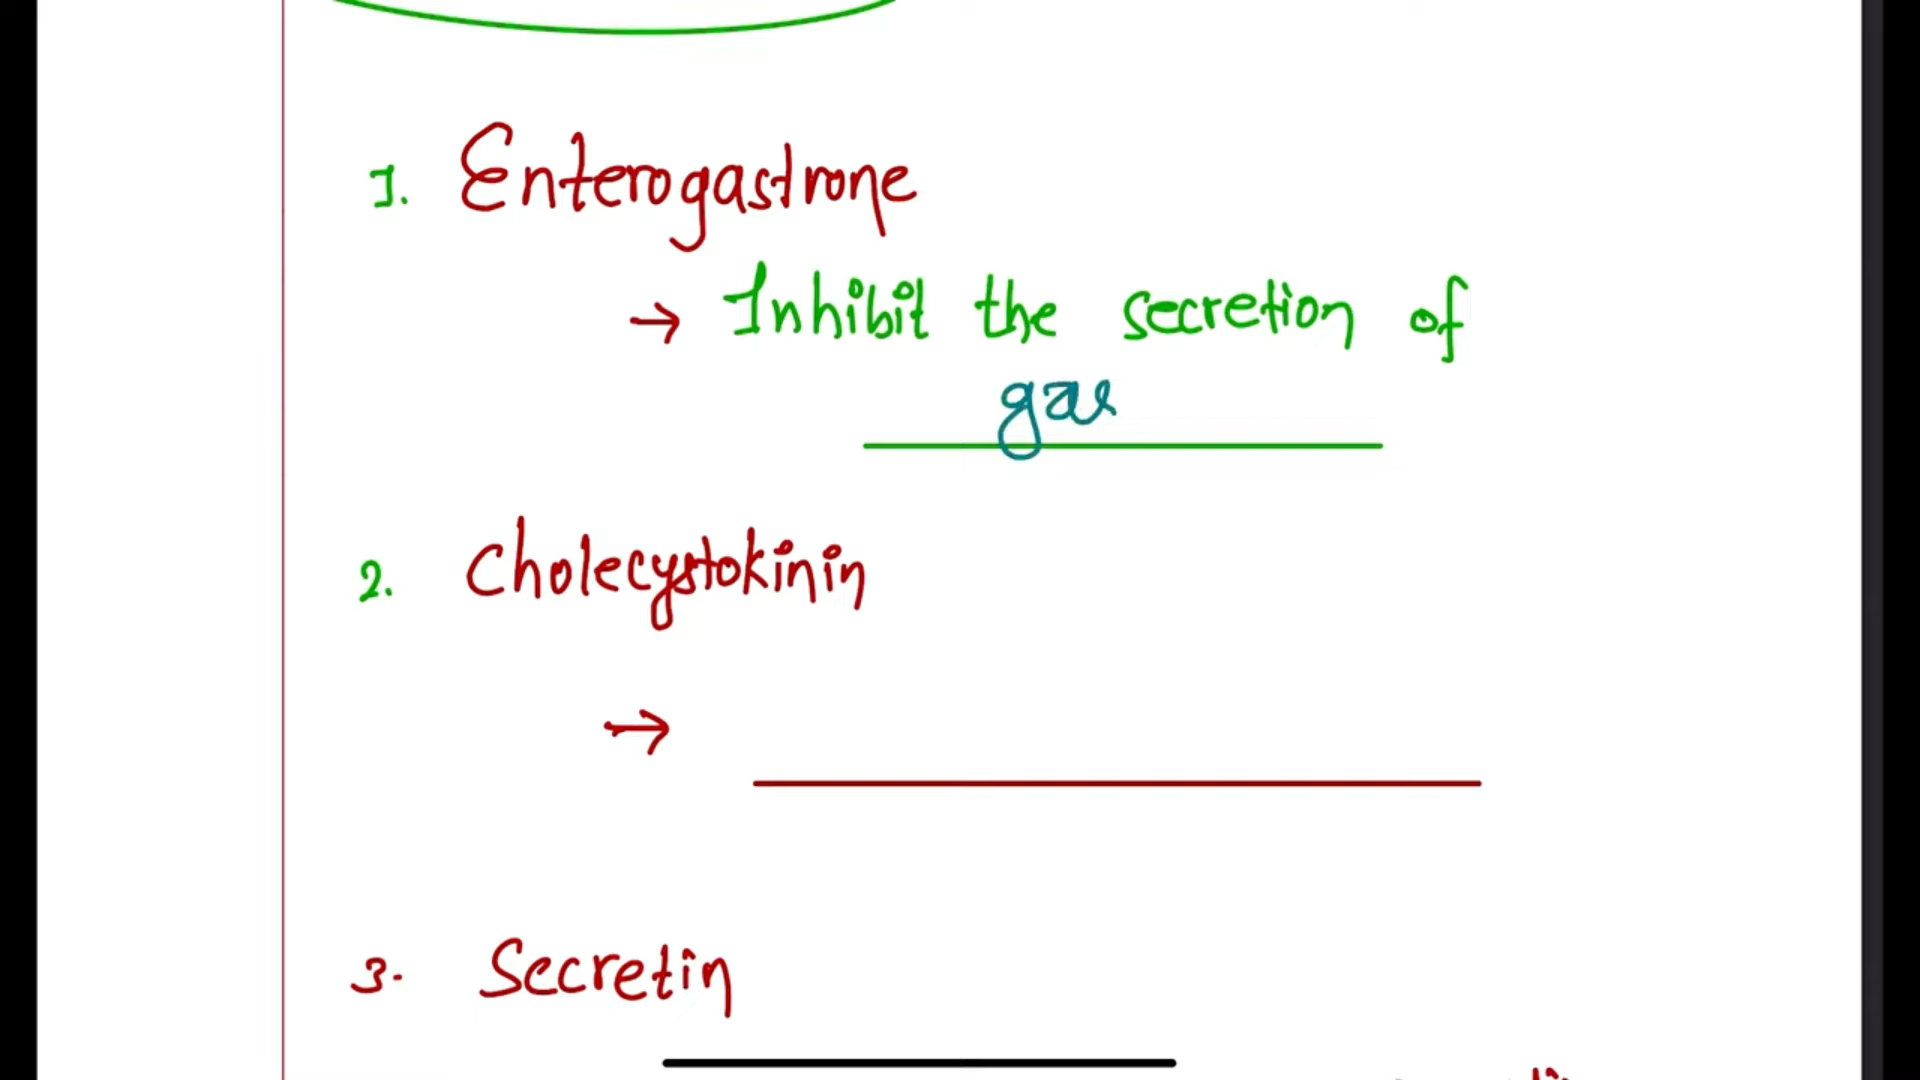 1. Enterogastrone
→ Inhibit the secretion of
gas
2. Cholecystokinin
→
3. Secretin